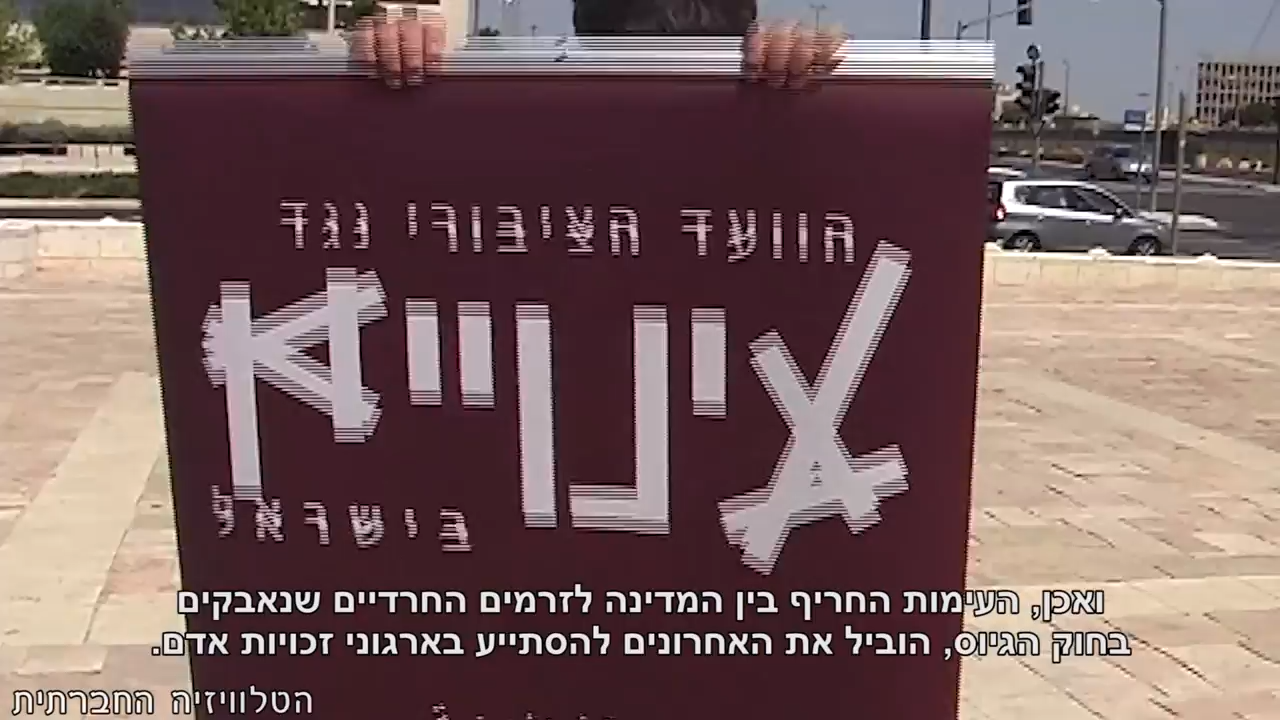 הוועד הציבורי נגד
עינויים
בישראל
ואכן, העימות החריף בין המדינה לזרמים החרדיים שנאבקים
בחוק הגיוס, הוביל את האחרונים להסתייע בארגוני זכויות אדם.
הטלוויזיה החברתית